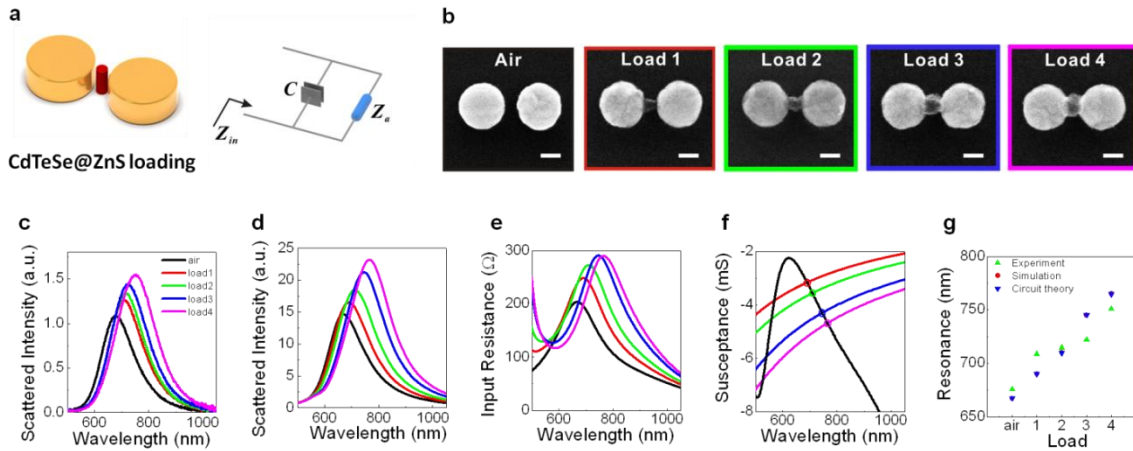 a
CdTeSe@ZnS loading
C
Z_in
Z_a
b
Air
Load 1
Load 2
Load 3
Load 4
c
Scattered Intensity (a.u.)
1.5
1.0
0.5
0.0
air
load1
load2
load3
load4
600 800 1000
Wavelength (nm)
d
Scattered Intensity (a.u.)
25
20
15
10
5
0
600 800 1000
Wavelength (nm)
e
Input Resistance (Ω)
300
200
100
0
600 800 1000
Wavelength (nm)
f
Susceptance (mS)
-2
-4
-6
-8
600 800 1000
Wavelength (nm)
g
Resonance (nm)
800
750
700
650
Experiment
Simulation
Circuit theory
air 1 2 3 4
Load